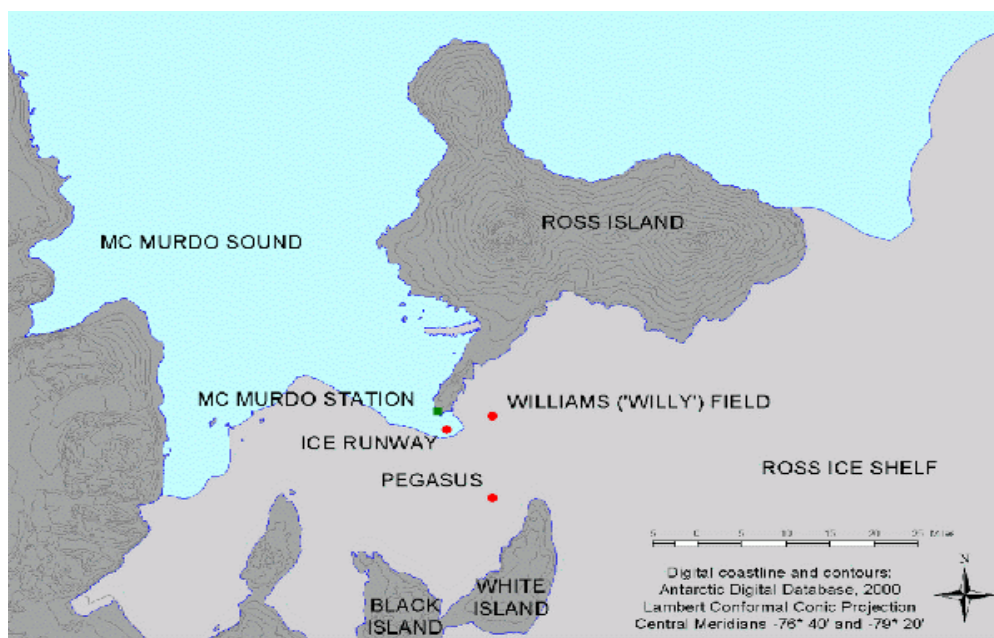 ROSS ISLAND
MC MURDO SOUND
MC MURDO STATION
WILLIAMS ('WILLY') FIELD
ICE RUNWAY
PEGASUS
ROSS ICE SHELF
5 0 5 10 15 20 25 Miles
N
WHITE
ISLAND
BLACK
ISLAND
Digital coastline and contours:
Antarctic Digital Database, 2000
Lambert Conformal Conic Projection
Central Meridians -76° 40' and -79° 20'